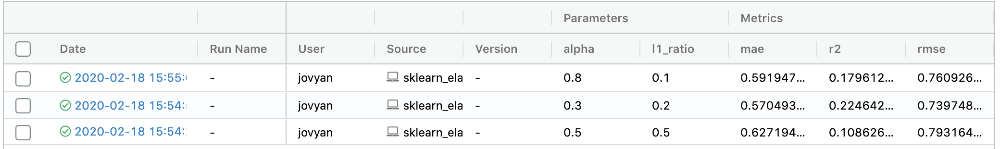 Parameters Metrics
Date Run Name User Source Version alpha l1_ratio mae r2 rmse
2020-02-18 15:55: - jovyan sklearn_ela - 0.8 0.1 0.591947... 0.179612... 0.760926...
2020-02-18 15:54: - jovyan sklearn_ela - 0.3 0.2 0.570493... 0.224642... 0.739748...
2020-02-18 15:54: - jovyan sklearn_ela - 0.5 0.5 0.627194... 0.108626... 0.793164...